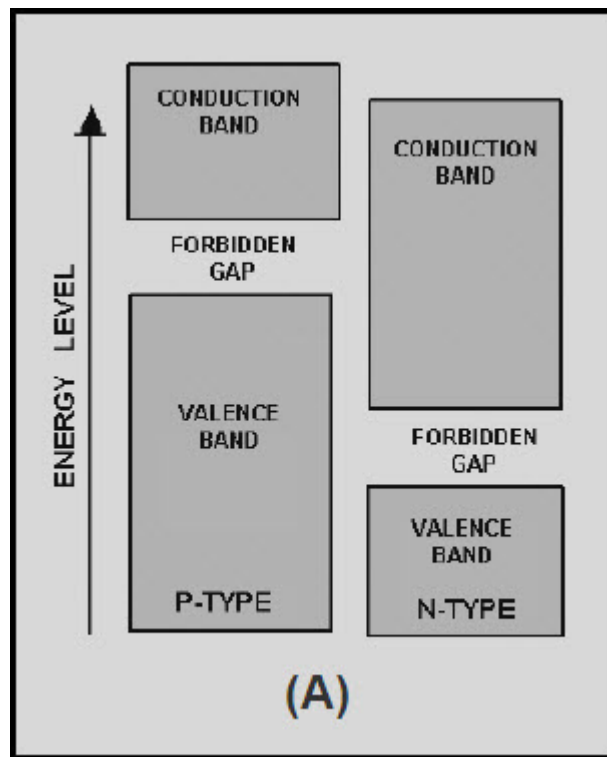 CONDUCTION
BAND
CONDUCTION
BAND
FORBIDDEN
GAP
ENERGY LEVEL
VALENCE
BAND
FORBIDDEN
GAP
VALENCE
BAND
P-TYPE
N-TYPE
(A)